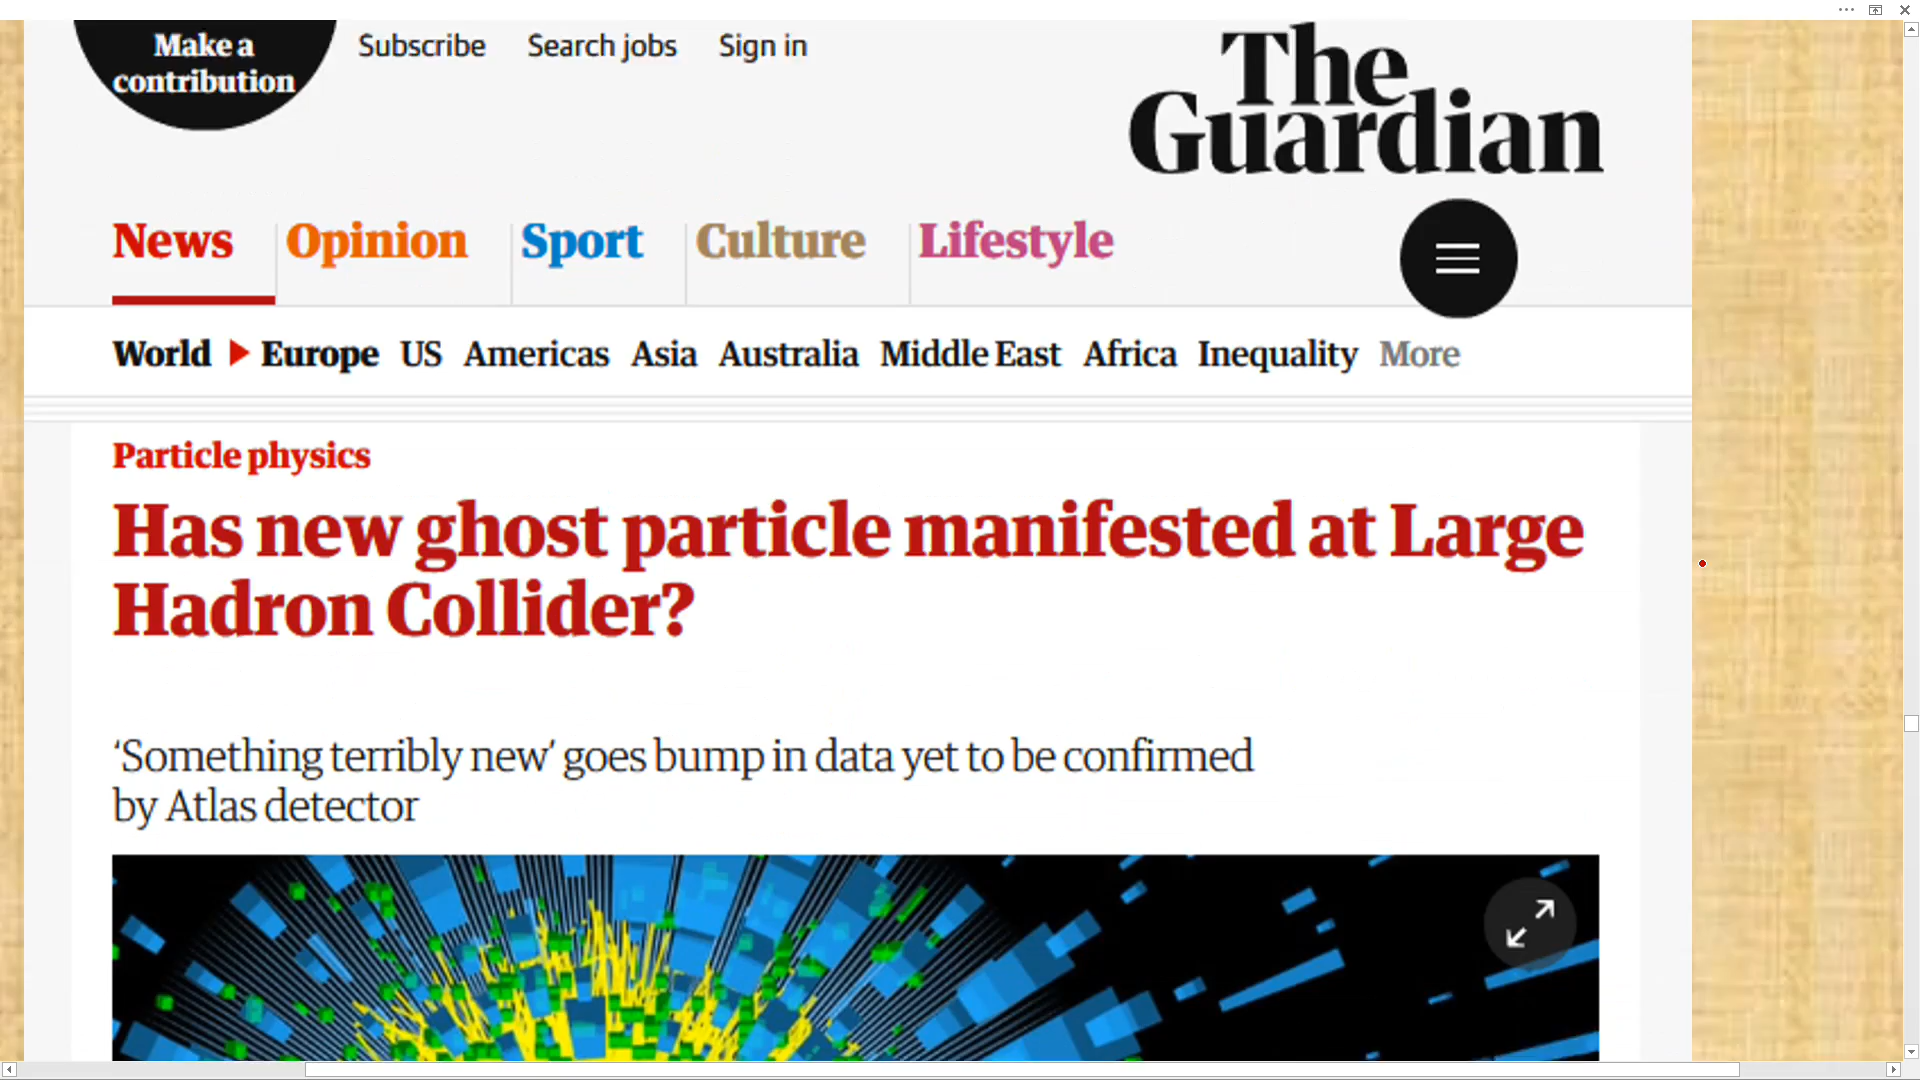 Make a
contribution
Subscribe Search jobs Sign in
The
Guardian
News Opinion Sport Culture Lifestyle
World Europe US Americas Asia Australia Middle East Africa Inequality More
Particle physics
Has new ghost particle manifested at Large
Hadron Collider?
‘Something terribly new’ goes bump in data yet to be confirmed
by Atlas detector